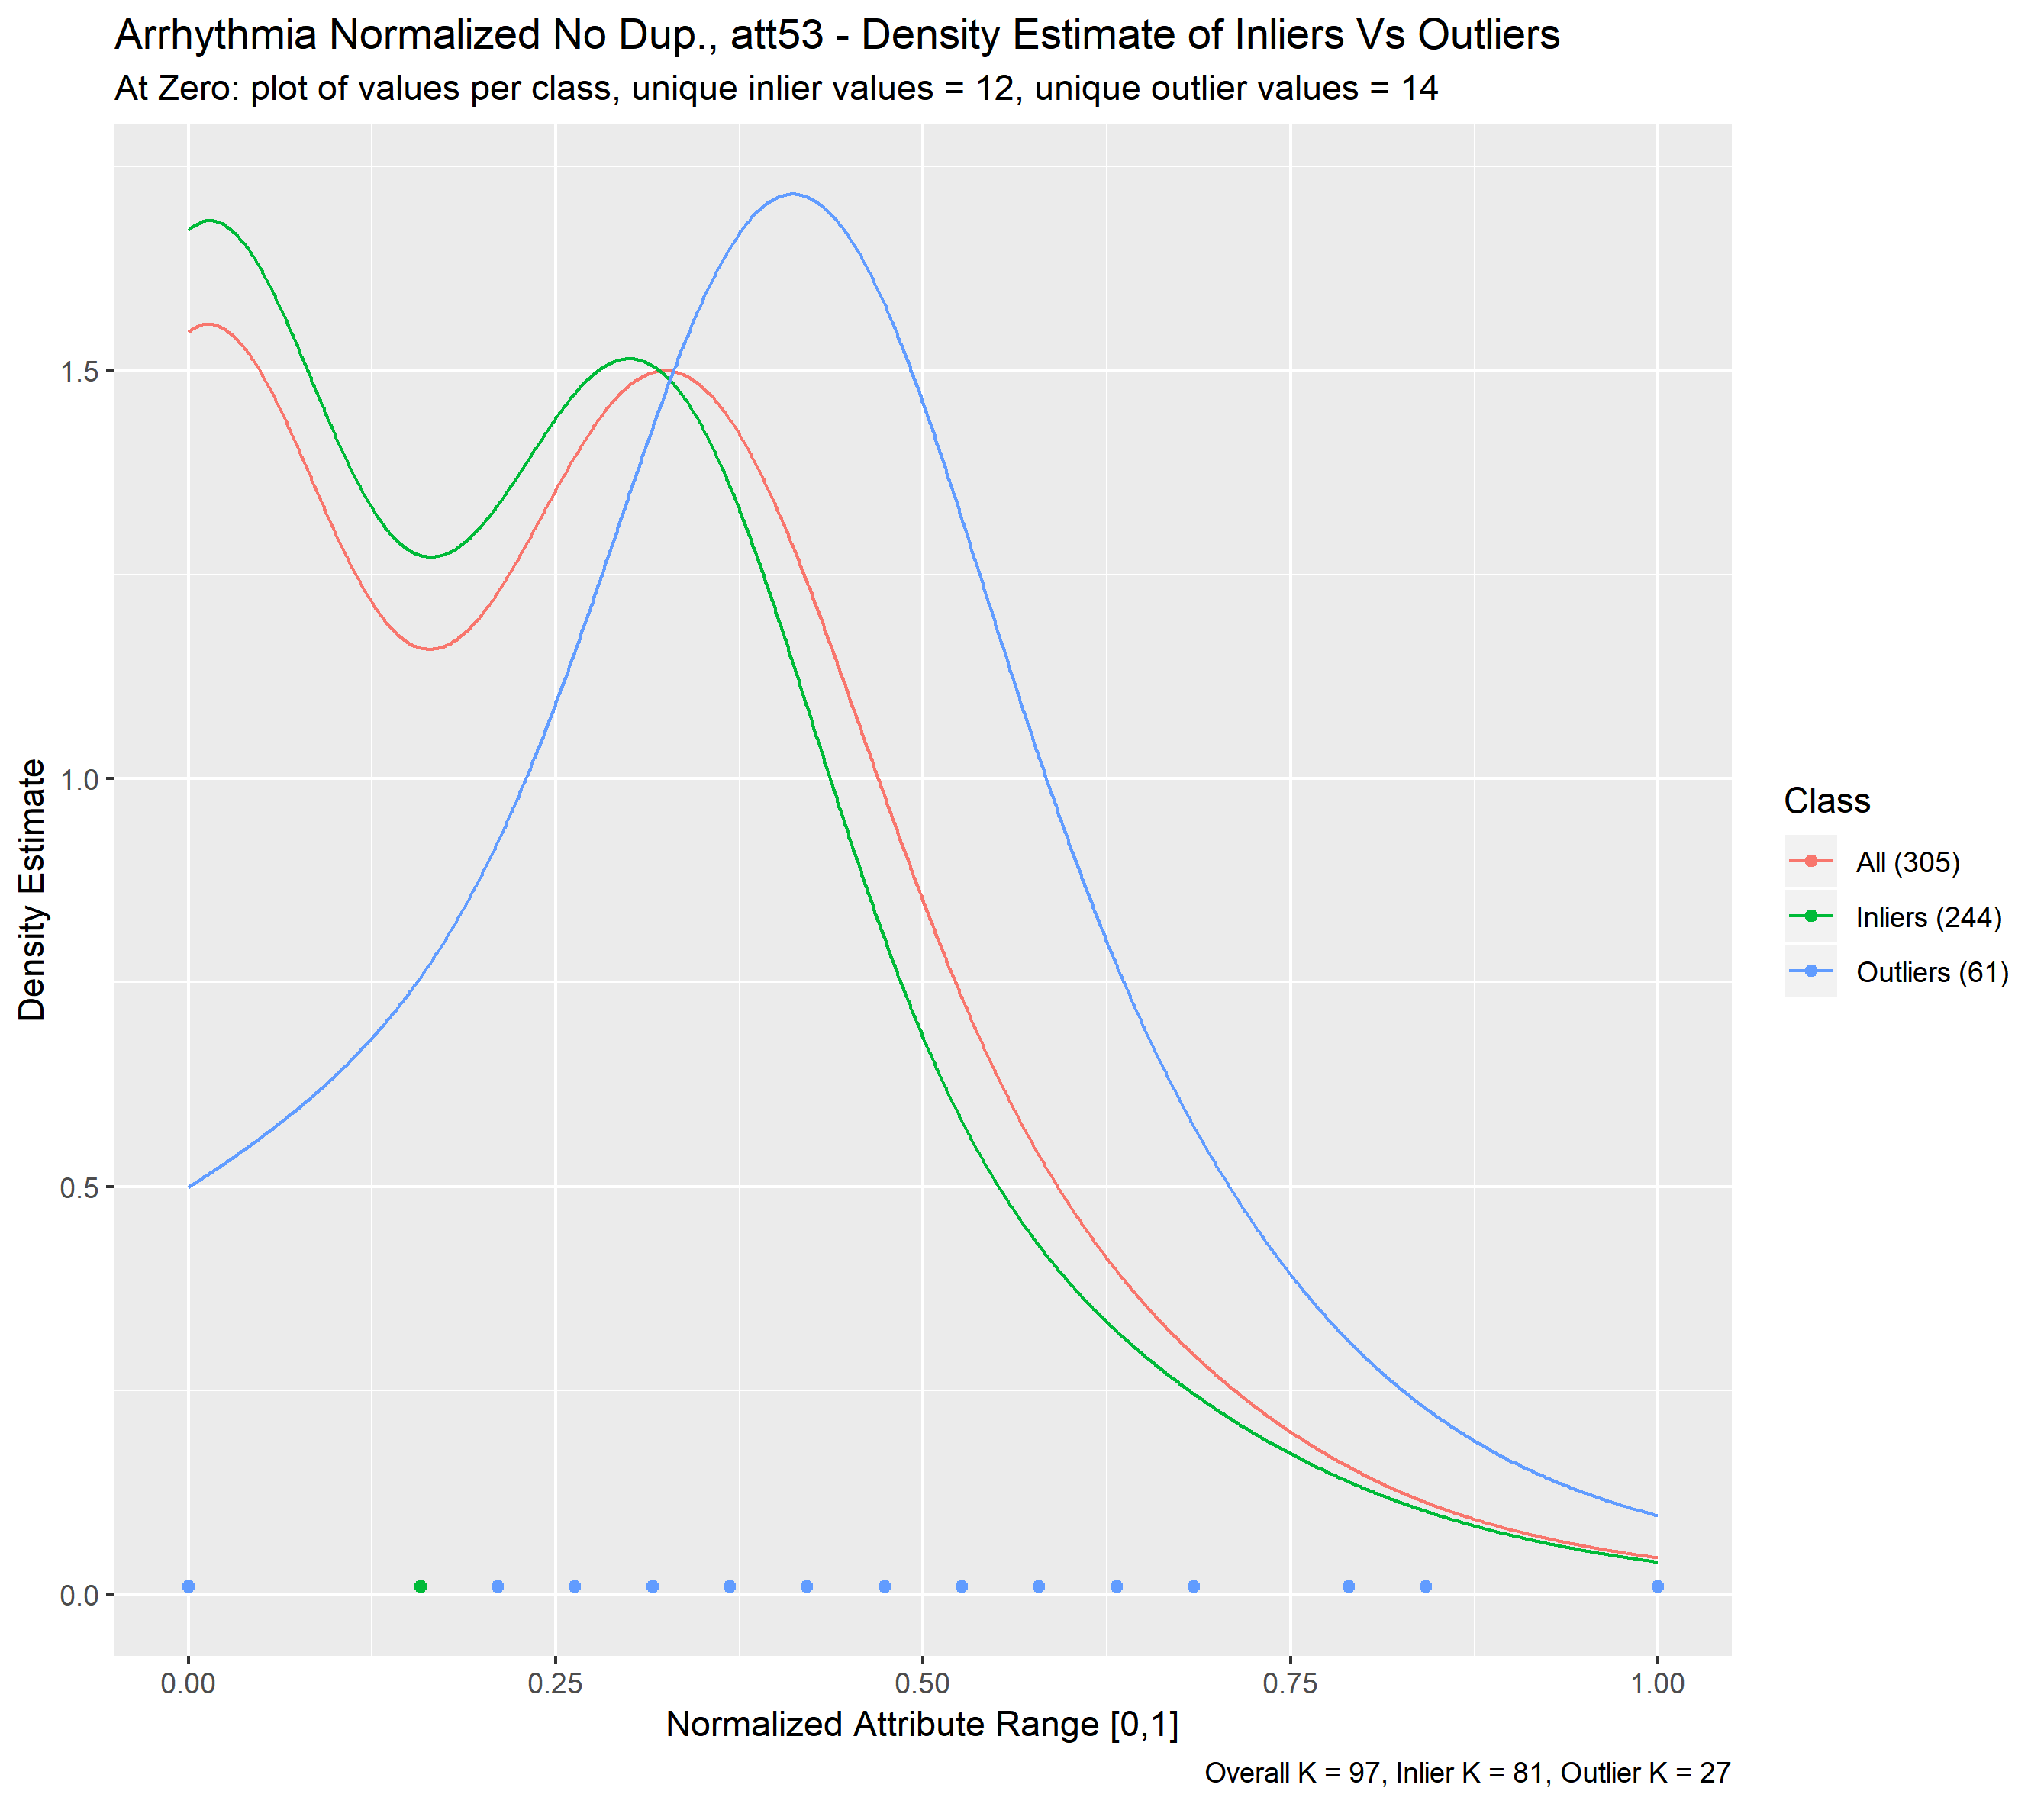 Arrhythmia Normalized No Dup., att53 - Density Estimate of Inliers Vs Outliers
At Zero: plot of values per class, unique inlier values = 12, unique outlier values = 14
Density Estimate
1.5
1.0
0.5
0.0
0.00 0.25 0.50 0.75 1.00
Normalized Attribute Range [0,1]
Class
All (305)
Inliers (244)
Outliers (61)
Overall K = 97, Inlier K = 81, Outlier K = 27